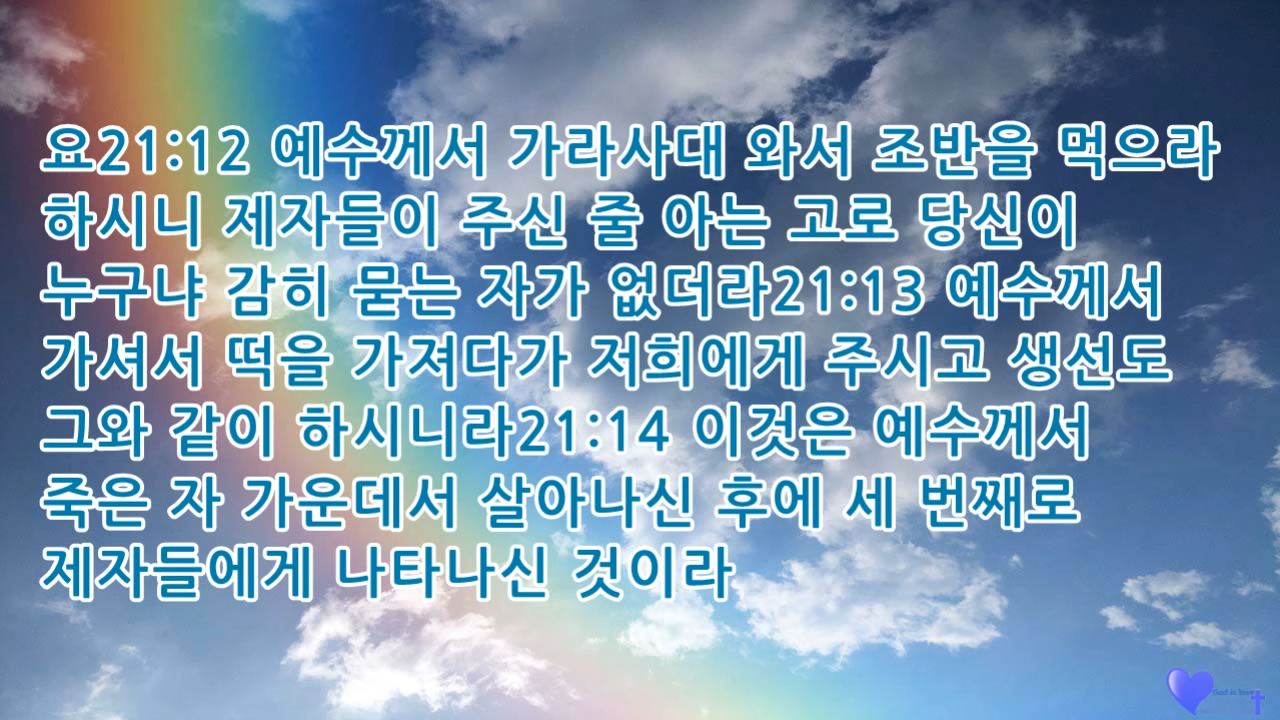 요21:12 예수께서 가라사대 와서 조반을 먹으라
하시니 제자들이 주신 줄 아는 고로 당신이
누구냐 감히 묻는 자가 없더라21:13 예수께서
가셔서 떡을 가져다가 저희에게 주시고 생선도
그와 같이 하시니라21:14 이것은 예수께서
죽은 자 가운데서 살아나신 후에 세 번째로
제자들에게 나타나신 것이라
God is love